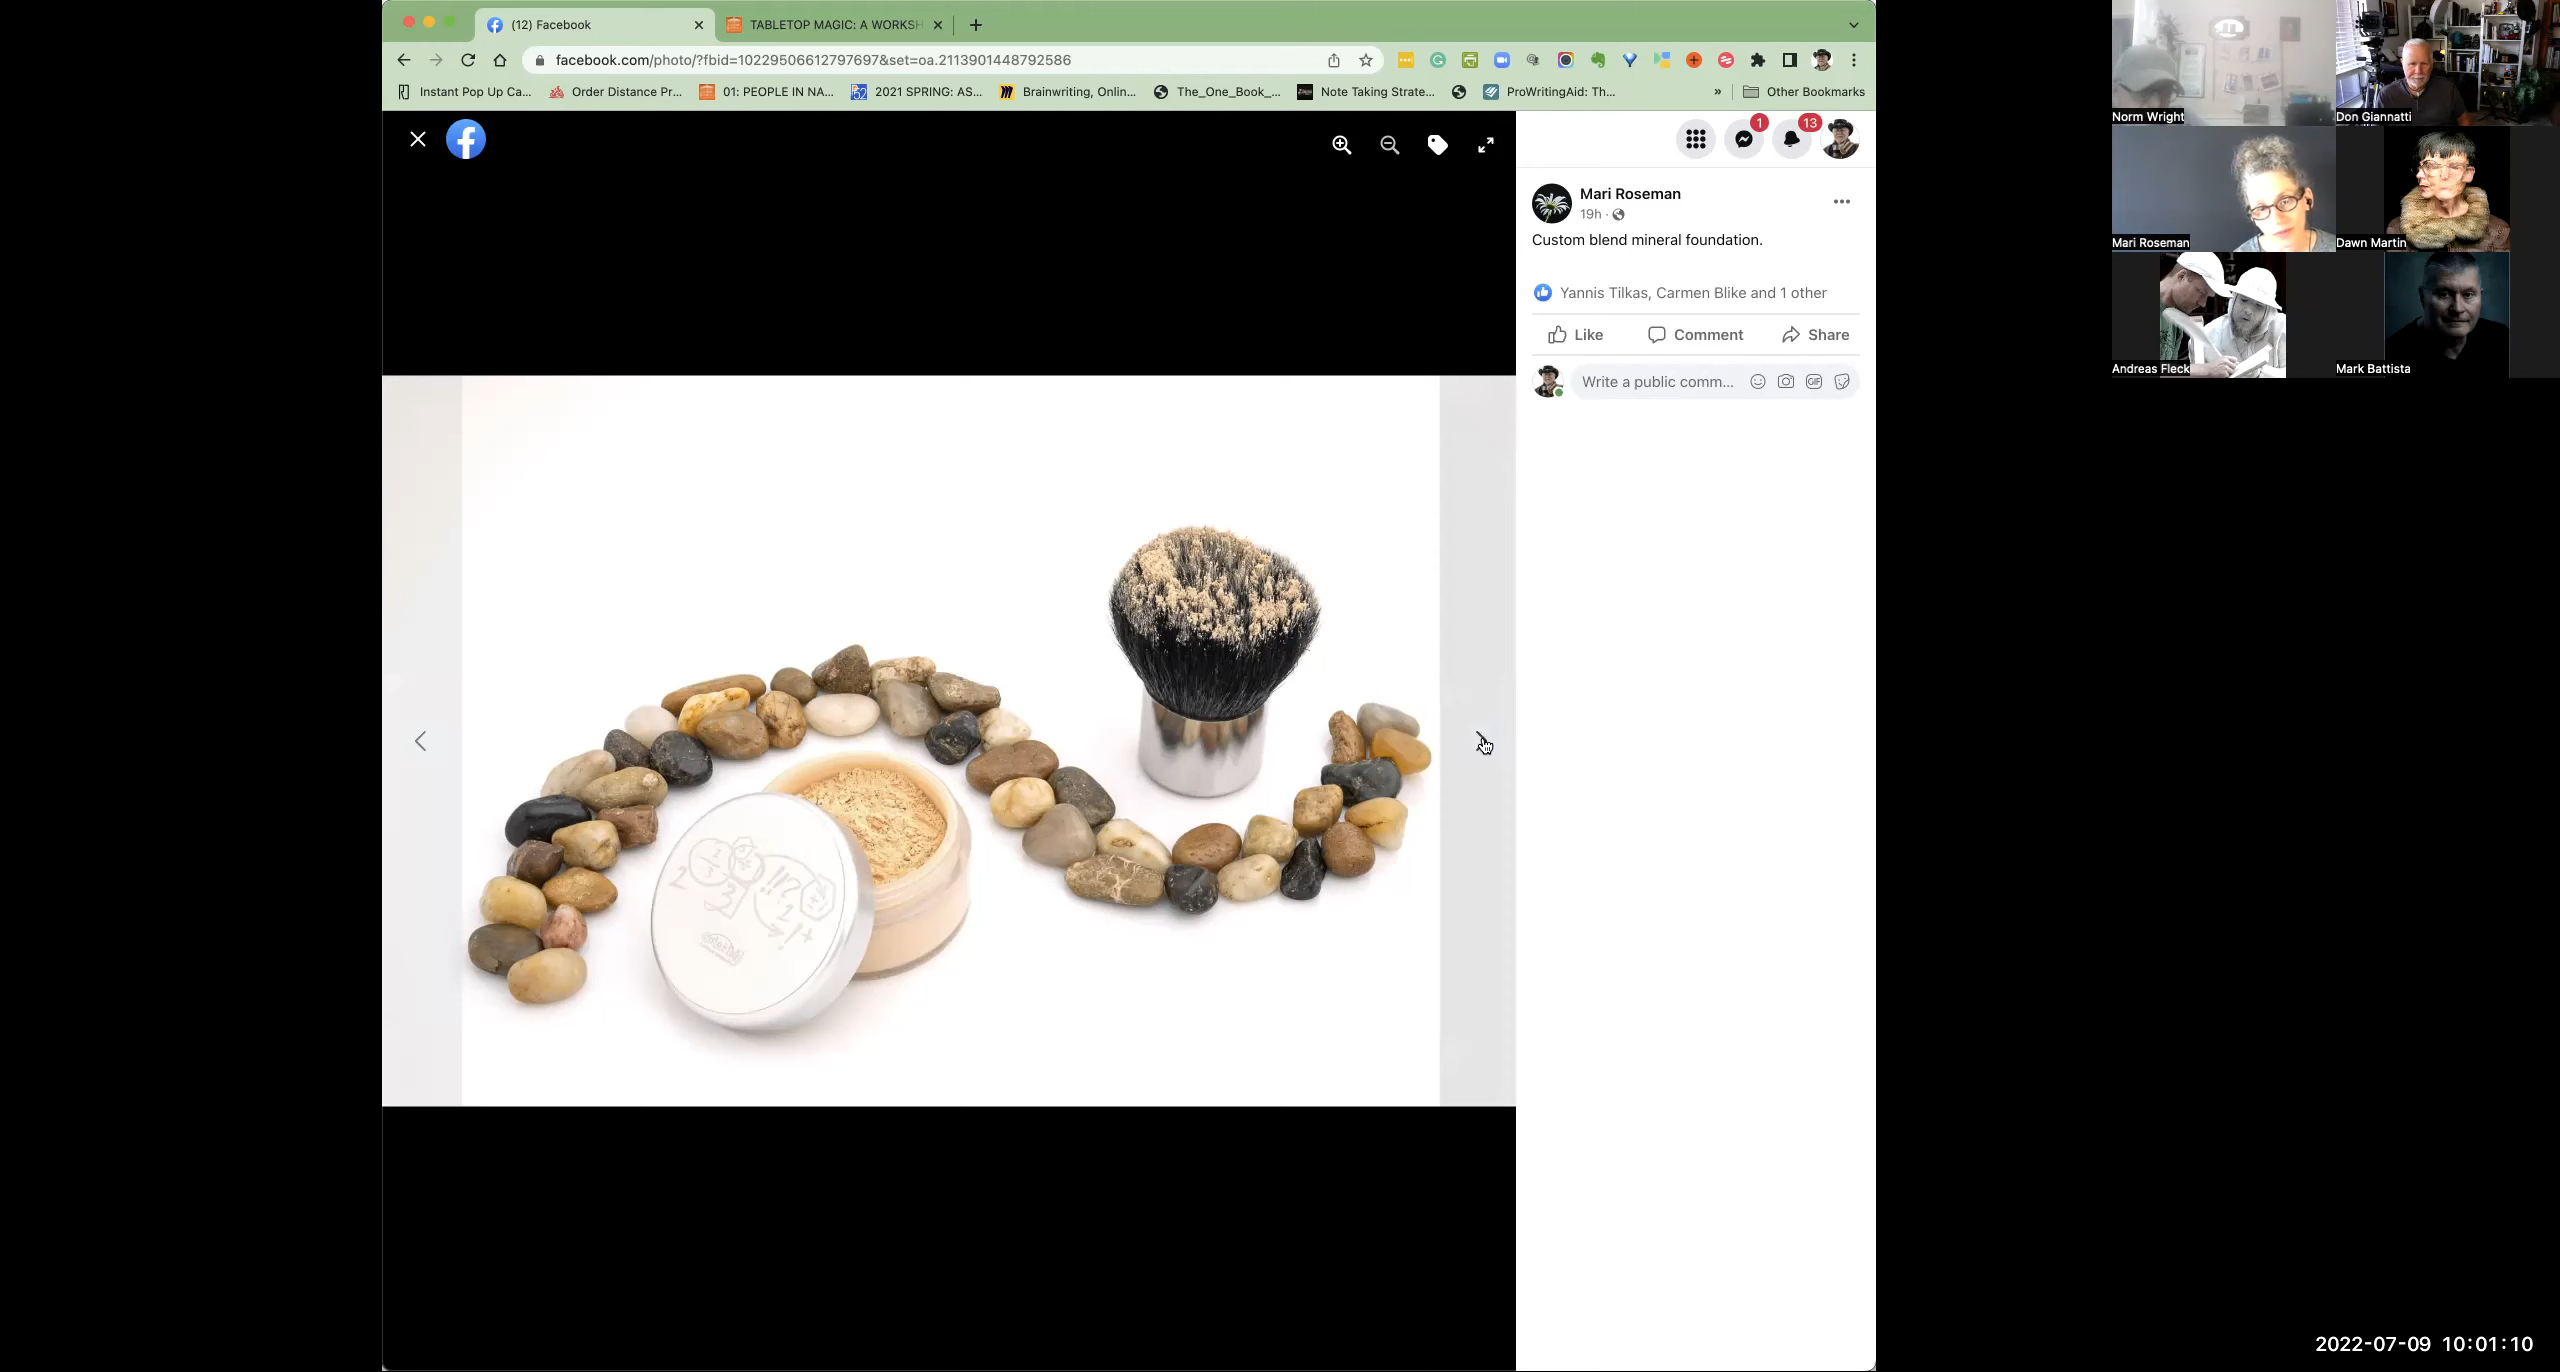 (12) Facebook
TABLETOP MAGIC: A WORKSH
facebook.com/photo/?fbid=10229506612797697&set=oa.2113901448792586
Instant Pop Up Ca...
Order Distance Pr...
01: PEOPLE IN NA...
2021 SPRING: AS...
Brainwriting, Onlin...
The_One_Book_...
Note Taking Strate...
ProWritingAid: Th...
»
Other Bookmarks
1
13
Mari Roseman
19h
Custom blend mineral foundation.
Yannis Tilkas, Carmen Blike and 1 other
Like
Comment
Share
Write a public comm...
GIF
Norm Wright
Don Giannatti
Mari Roseman
Dawn Martin
Andreas Fleck
Mark Battista
2022-07-09 10:01:10